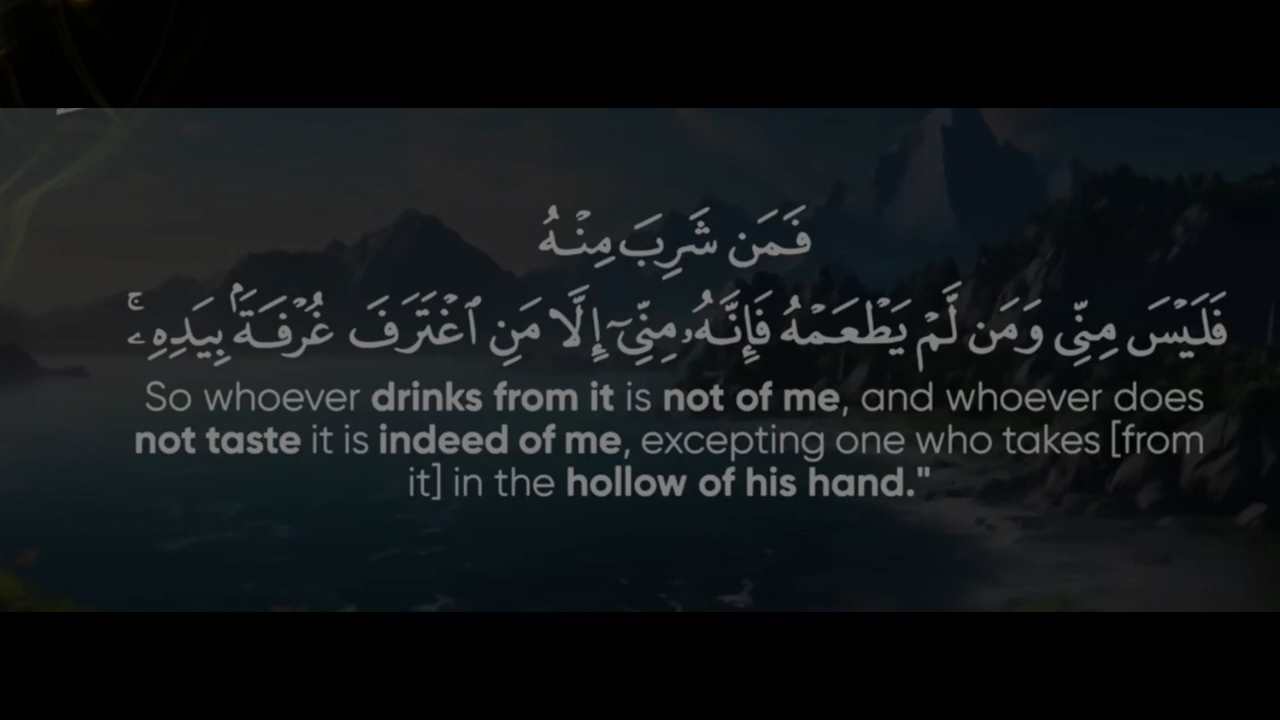 فَمَن شَرِبَ مِنۡهُ
فَلَيۡسَ مِنِّي وَمَن لَّمۡ يَطۡعَمۡهُ فَإِنَّهُۥ مِنِّيٓ إِلَّا مَنِ ٱغۡتَرَفَ غُرۡفَةَۢ بِيَدِهِۦۚ
So whoever drinks from it is not of me, and whoever does
not taste it is indeed of me, excepting one who takes [from
it] in the hollow of his hand."